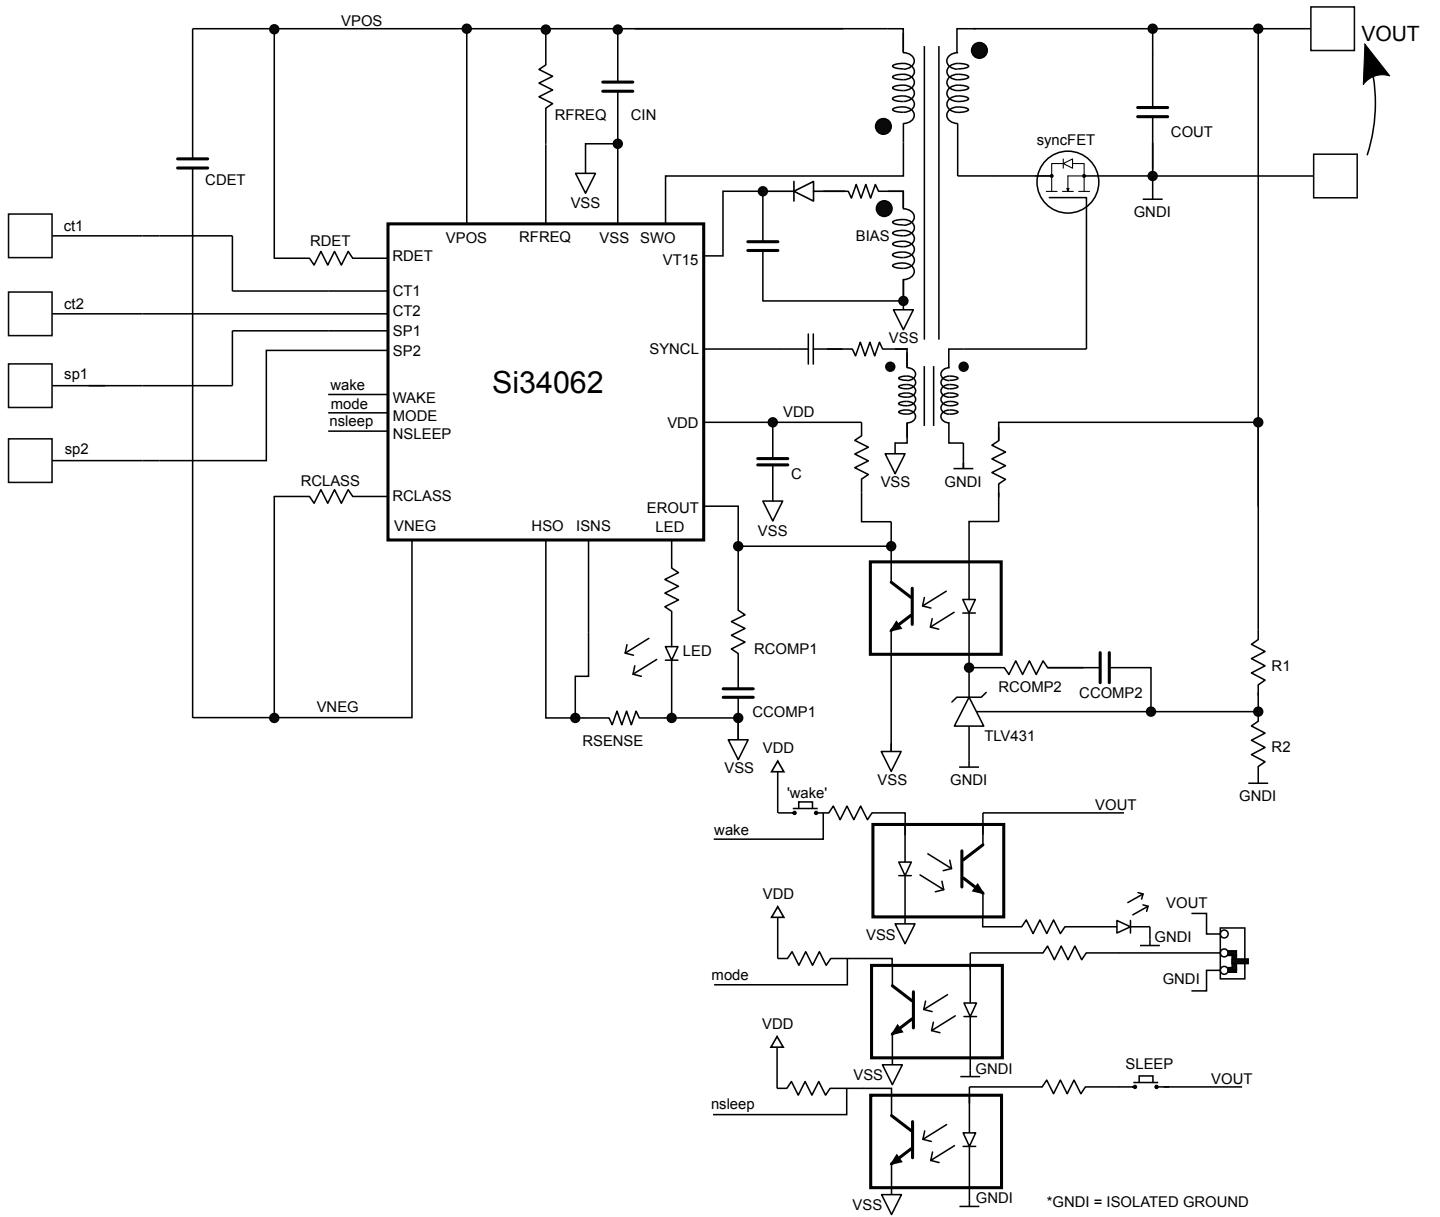 VPOS
VOUT
CDET
RFREQ
CIN
VSS
syncFET
COUT
GNDI
ct1
RDET
VPOS
RFREQ
VSS
SWO
RDET
VT15
BIAS
VSS
ct2
CT1
CT2
SP1
SP2
SYNCL
sp1
wake
mode
nsleep
WAKE
MODE
NSLEEP
Si34062
VDD
VDD
C
VSS
VSS
GNDI
sp2
RCLASS
RCLASS
EROUT
VNEG
HSO
ISNS
LED
LED
RCOMP1
CCOMP1
RSENSE
VSS
VNEG
R1
RCOMP2
CCOMP2
TLV431
R2
VSS
GNDI
GNDI
VDD
'wake'
wake
VOUT
VSS
GNDI
VOUT
GNDI
VDD
mode
VSS
GNDI
VDD
nsleep
SLEEP
VOUT
VSS
GNDI
*GNDI = ISOLATED GROUND